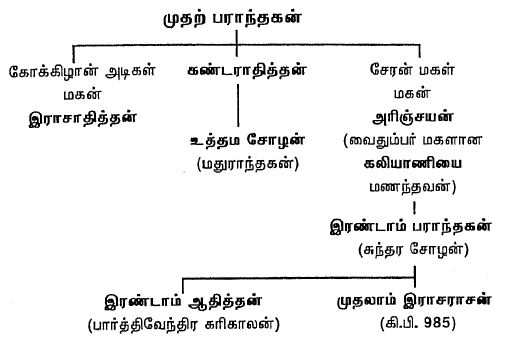 முதற் பராந்தகன்
கோக்கிழான் அடிகள்
மகன்
இராசாதித்தன்
கண்டராதித்தன்
உத்தம சோழன்
(மதுராந்தகன்)
சேரன் மகள்
மகன்
அரிஞ்சயன்
(வைதும்பர் மகளான
கலியாணியை
மணந்தவன்)
இரண்டாம் பராந்தகன்
(சுந்தர சோழன்)
இரண்டாம் ஆதித்தன்
(பார்த்திவேந்திர கரிகாலன்)
முதலாம் இராசராசன்
(கி.பி. 985)